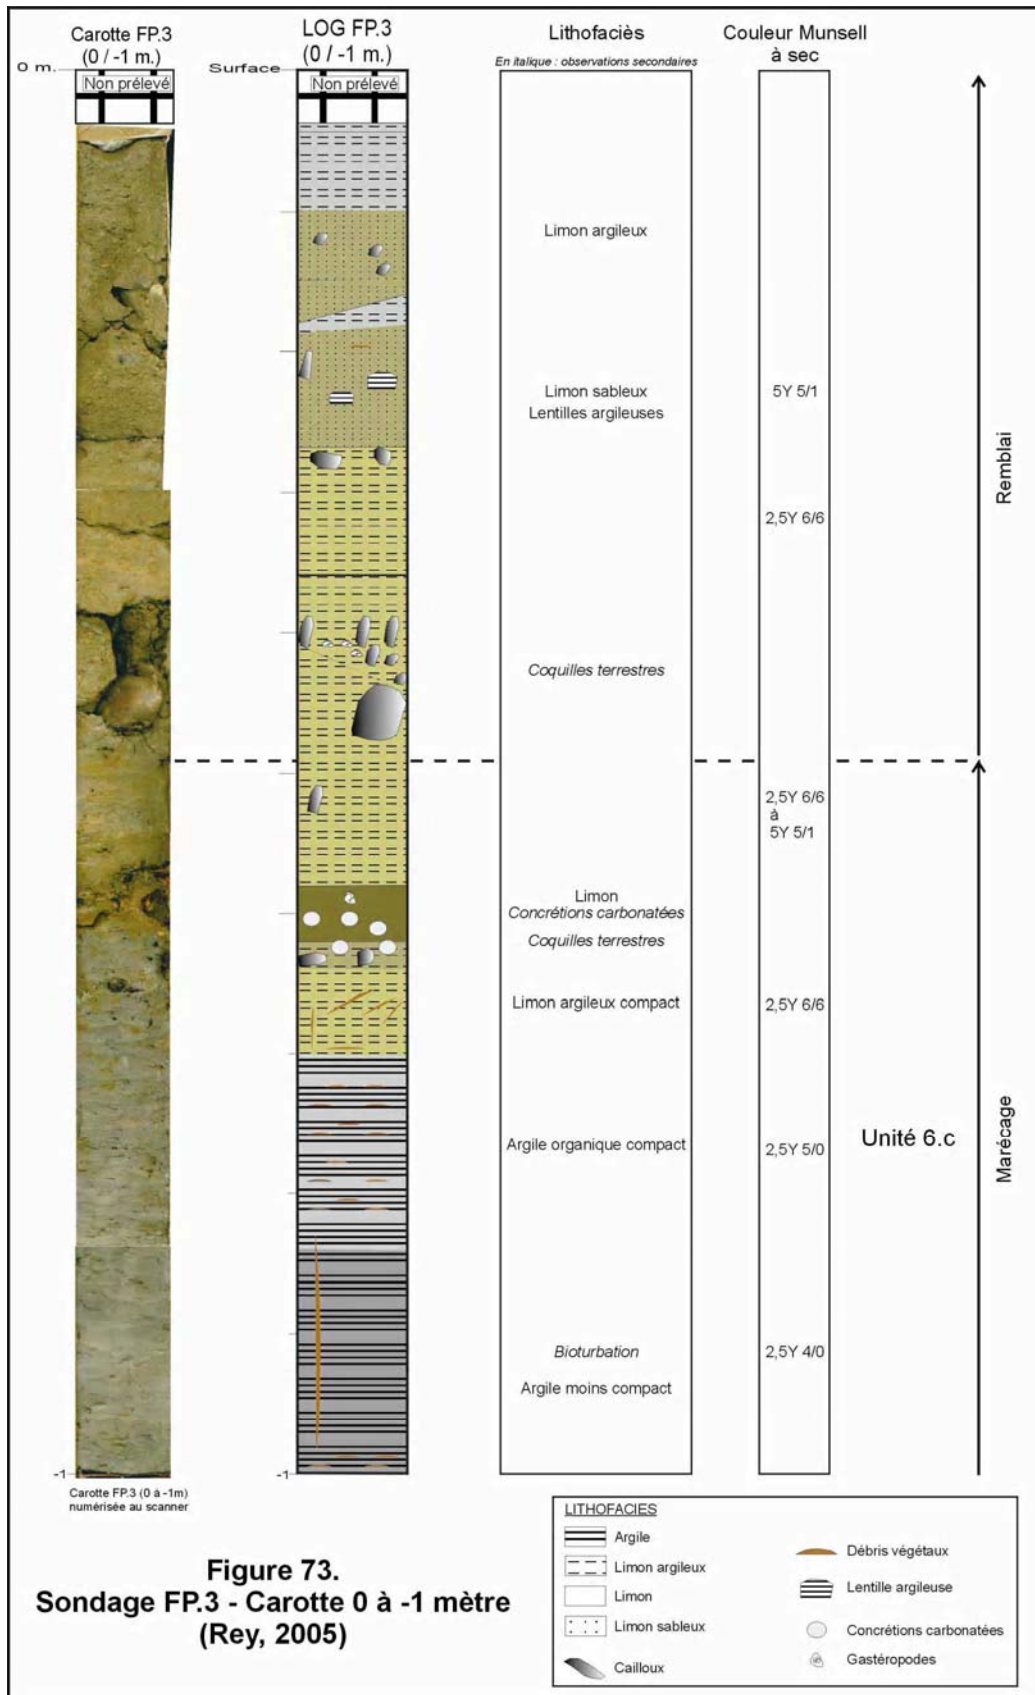 Carotte FP.3
(0 / -1 m.)
LOG FP.3
(0 / -1 m.)
Lithofaciès
En italique : observations secondaires
Couleur Munsell
à sec
0 m.
Surface
Non prélevé
Non prélevé
Limon argileux
Limon sableux
Lentilles argileuses
5Y 5/1
2,5Y 6/6
Remblai
Coquilles terrestres
2,5Y 6/6
à
5Y 5/1
Limon
Concrétions carbonatées
Coquilles terrestres
Limon argileux compact
2,5Y 6/6
Argile organique compact
2,5Y 5/0
Unité 6.c
Marécage
Bioturbation
2,5Y 4/0
Argile moins compact
-1
-1
Carotte FP.3 (0 à -1m)
numérisée au scanner
Figure 73.
Sondage FP.3 - Carotte 0 à -1 mètre
(Rey, 2005)
LITHOFACIES
Argile
Limon argileux
Limon
Limon sableux
Cailloux
Débris végétaux
Lentille argileuse
Concrétions carbonatées
Gastéropodes